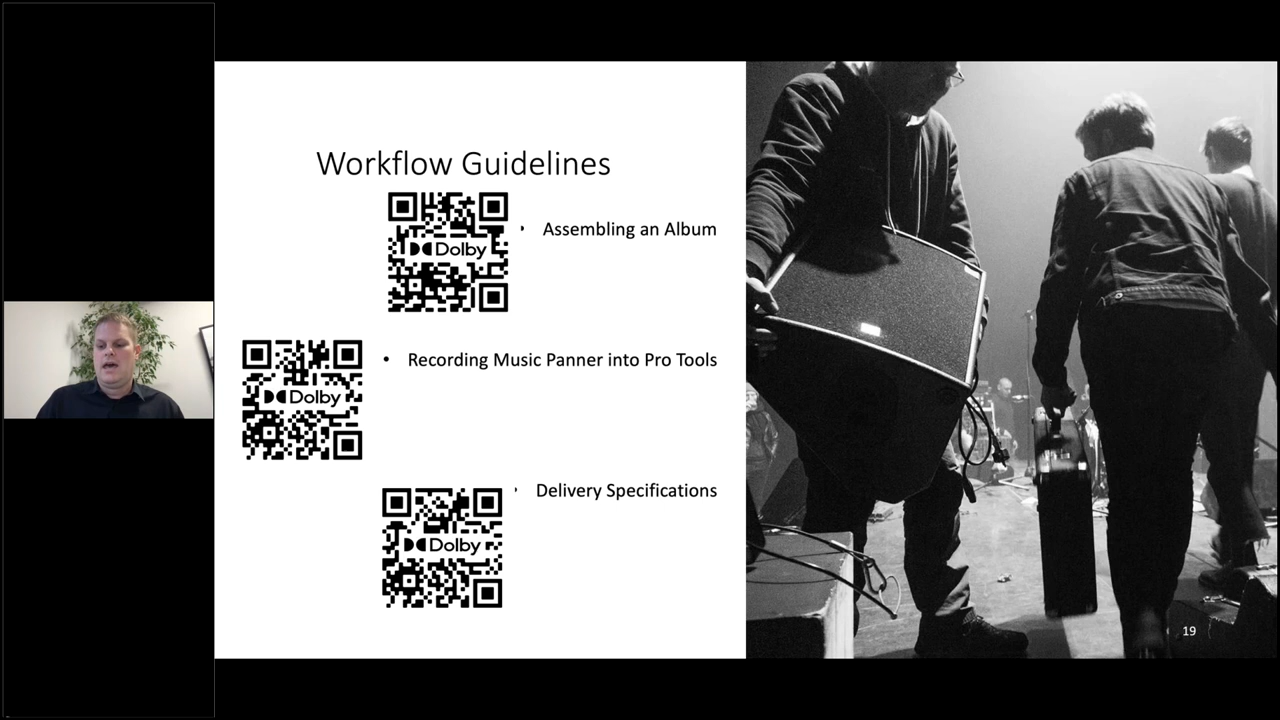 Workflow Guidelines
Dolby
• Assembling an Album
Dolby
• Recording Music Panner into Pro Tools
Dolby
• Delivery Specifications
19